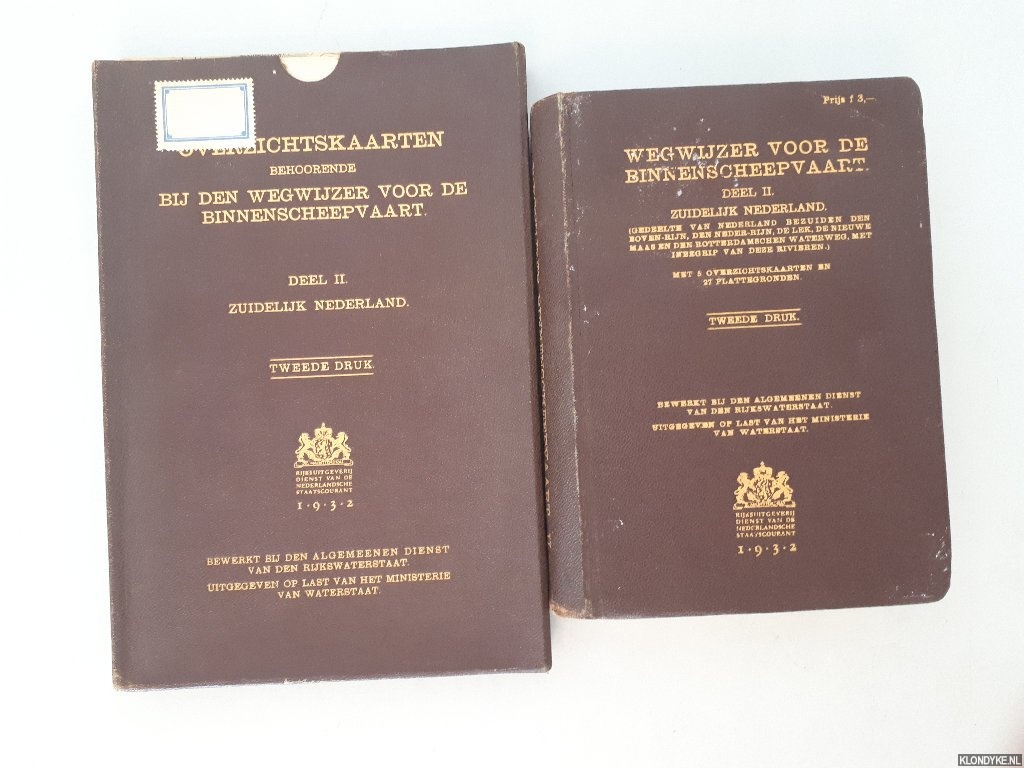 OVERZICHTSKAARTEN
BEHOORENDE
BIJ DEN WEGWIJZER VOOR DE
BINNENSCHEEPVAART.
DEEL II.
ZUIDELIJK NEDERLAND.
TWEEDE DRUK.
RIJKSUITGEVERIJ
DIENST VAN DE
NEDERLANDSCHE
STAATSCOURANT
1·9·3·2
BEWERKT BIJ DEN ALGEMEENEN DIENST
VAN DEN RIJKSWATERSTAAT.
UITGEGEVEN OP LAST VAN HET MINISTERIE
VAN WATERSTAAT.
Prijs f 3,—
WEGWIJZER VOOR DE
BINNENSCHEEPVAART.
DEEL II.
ZUIDELIJK NEDERLAND.
(GEDEELTE VAN NEDERLAND BEZUIDEN DEN
BOVEN-RIJN, DEN NEDER-RIJN, DE LEK, DE NIEUWE
MAAS EN DEN ROTTERDAMSCHEN WATERWEG, MET
INBEGRIP VAN DEZE RIVIEREN.)
MET 5 OVERZICHTSKAARTEN EN
27 PLATTEGRONDEN.
TWEEDE DRUK.
BEWERKT BIJ DEN ALGEMEENEN DIENST
VAN DEN RIJKSWATERSTAAT.
UITGEGEVEN OP LAST VAN HET MINISTERIE
VAN WATERSTAAT.
RIJKSUITGEVERIJ
DIENST VAN DE
NEDERLANDSCHE
STAATSCOURANT
1·9·3·2
KLONDYKE.NL